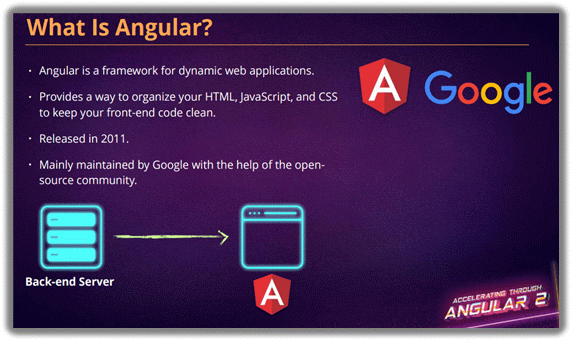 What Is Angular?
· Angular is a framework for dynamic web applications.
· Provides a way to organize your HTML, JavaScript, and CSS
to keep your front-end code clean.
· Released in 2011.
· Mainly maintained by Google with the help of the open-
source community.
A Google
Back-end Server
A
ACCELERATING THROUGH
ANGULAR 2